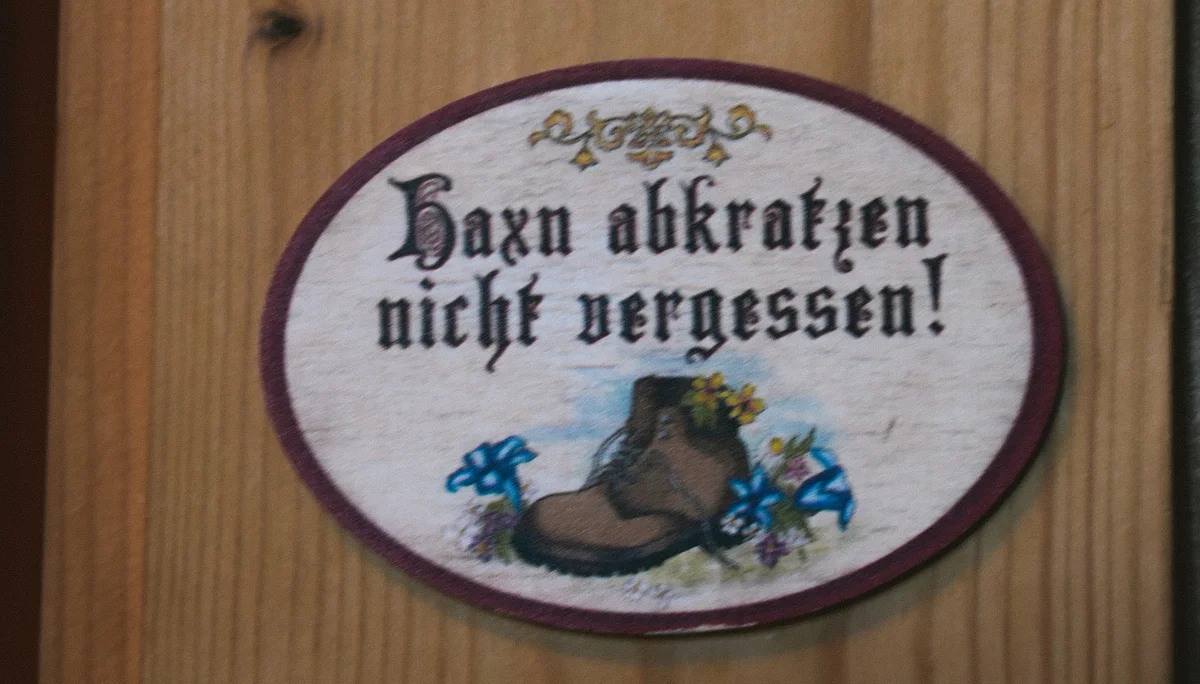 Haxn abkratzen
nicht vergessen!